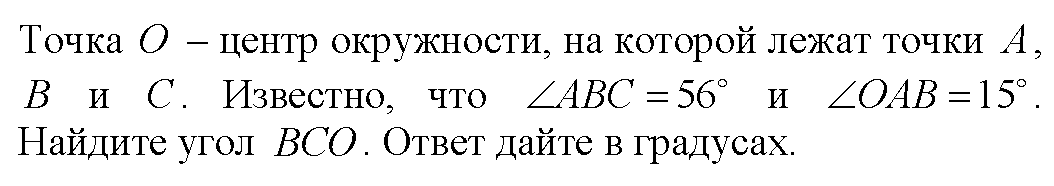 Точка O – центр окружности, на которой лежат точки A,
B и C. Известно, что ∠ABC = 56° и ∠OAB = 15°.
Найдите угол BCO. Ответ дайте в градусах.